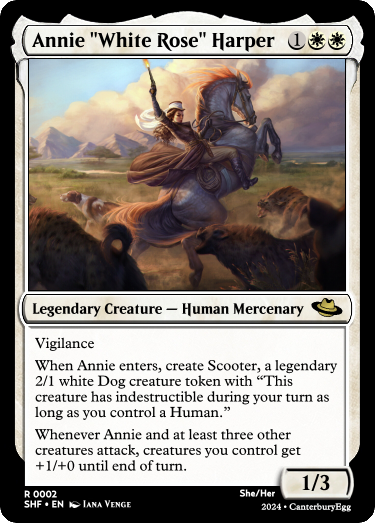 Annie "White Rose" Harper 1
Legendary Creature — Human Mercenary
Vigilance
When Annie enters, create Scooter, a legendary
2/1 white Dog creature token with “This
creature has indestructible during your turn as
long as you control a Human.”
Whenever Annie and at least three other
creatures attack, creatures you control get
+1/+0 until end of turn.
1/3
R 0002
She/Her
SHF • EN Iana Venge
2024 • CanterburyEgg